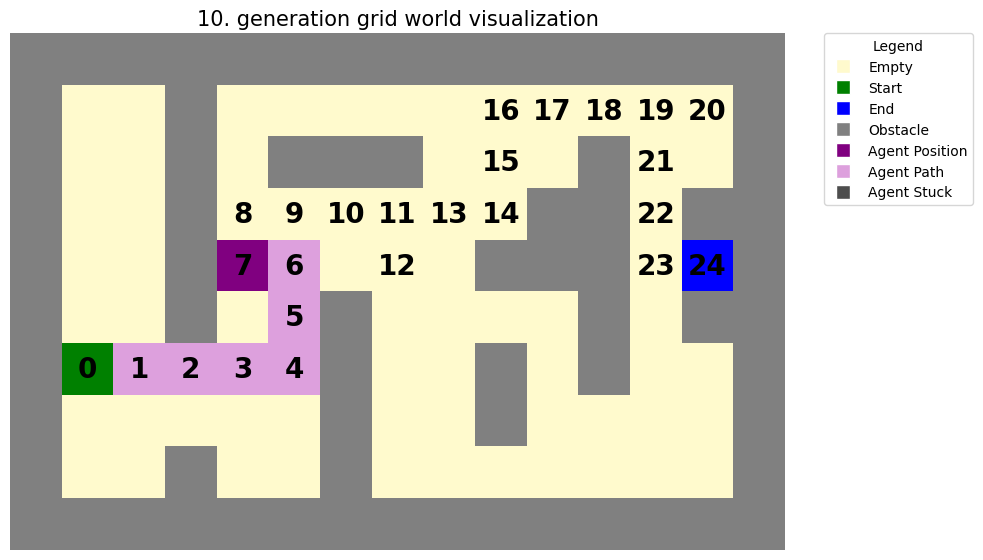 10. generation grid world visualization
16 17 18 19 20
15 21
8 9 10 11 13 14 22
7 6 12 23 24
5
0 1 2 3 4
Legend
Empty
Start
End
Obstacle
Agent Position
Agent Path
Agent Stuck